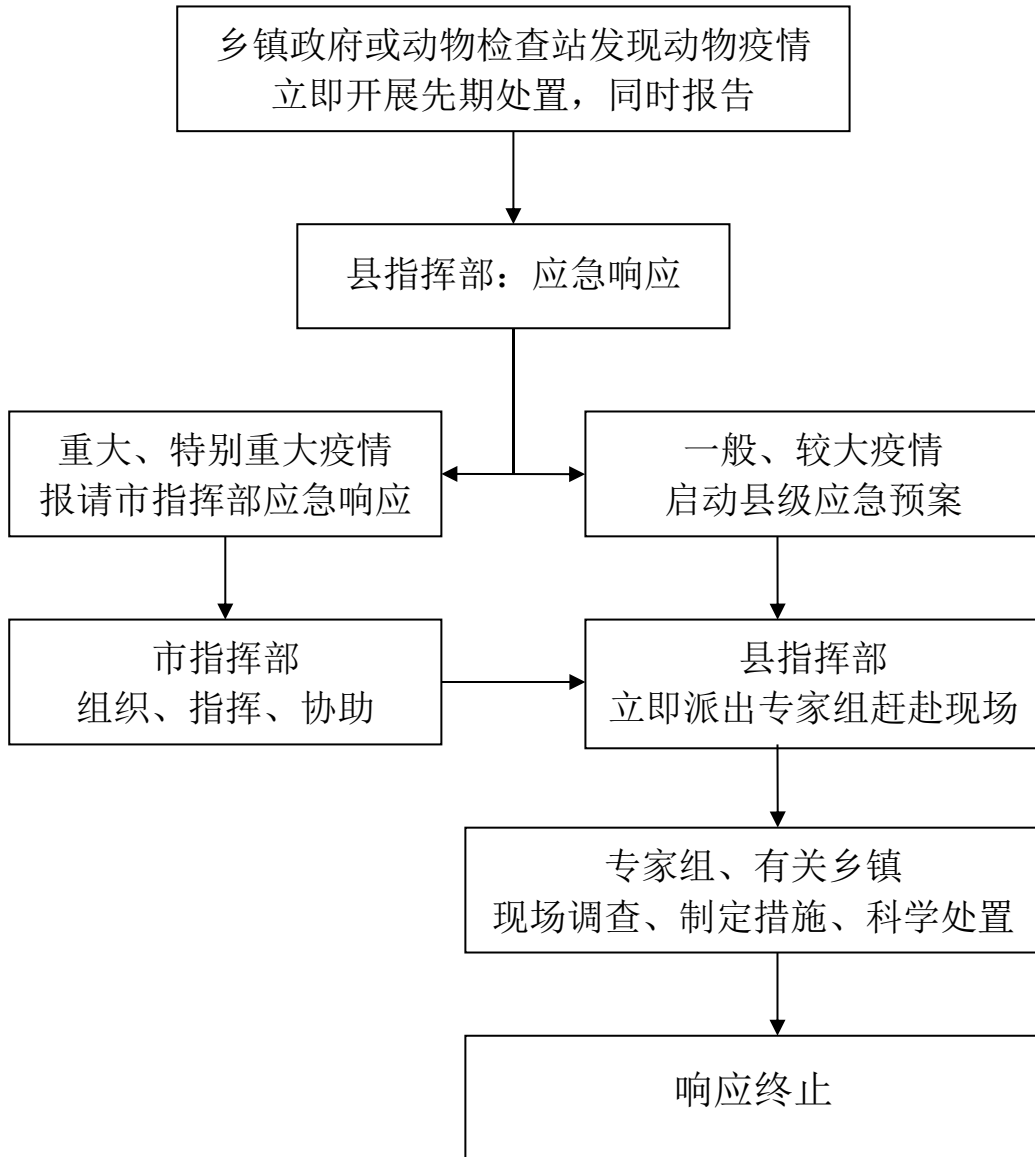 乡镇政府或动物检查站发现动物疫情
立即开展先期处置，同时报告
县指挥部：应急响应
重大、特别重大疫情
报请市指挥部应急响应
一般、较大疫情
启动县级应急预案
市指挥部
组织、指挥、协助
县指挥部
立即派出专家组赶赴现场
专家组、有关乡镇
现场调查、制定措施、科学处置
响应终止